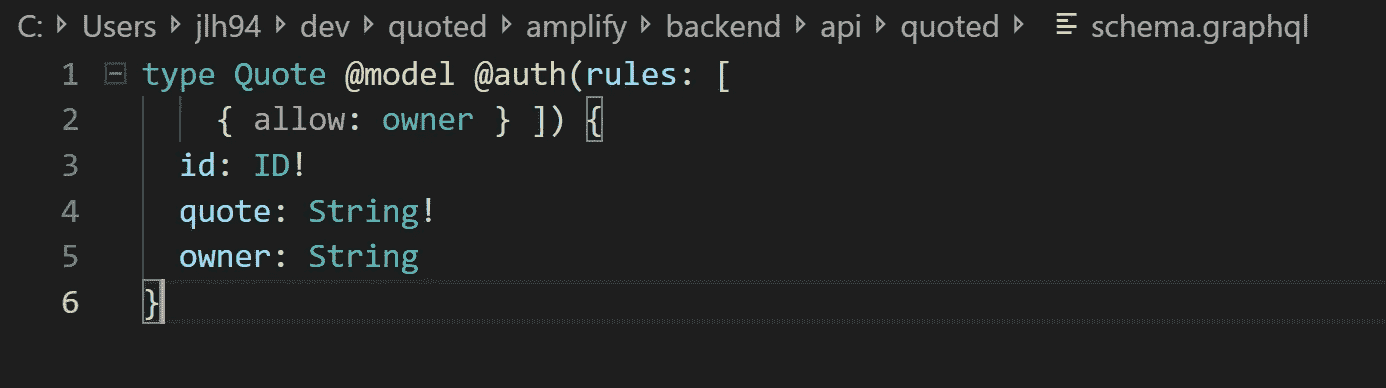 C: > Users > jlh94 > dev > quoted > amplify > backend > api > quoted > schema.graphql
1 type Quote @model @auth(rules: [
2 { allow: owner } ]) {
3 id: ID!
4 quote: String!
5 owner: String
6 }